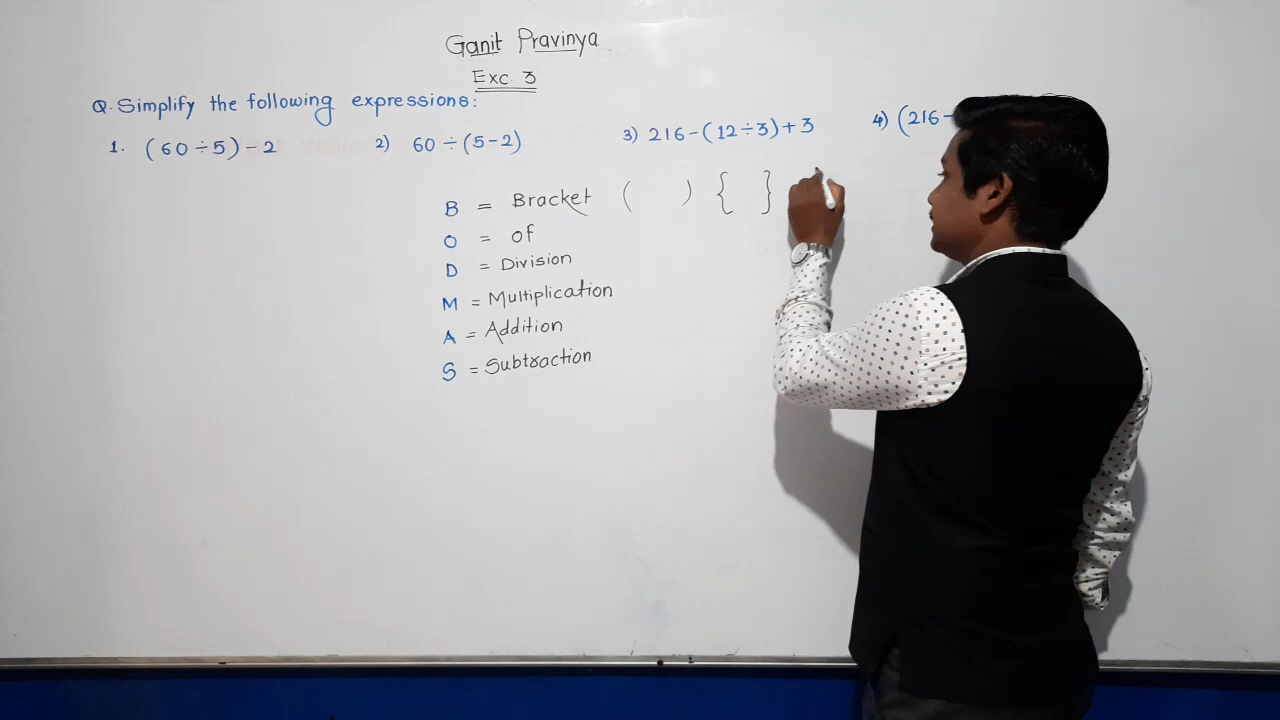 Ganit Pravinya
Exc. 3
Q. Simplify the following expressions:
1. (60÷5)-2 2) 60÷(5-2) 3) 216-(12÷3)+3 4) (216-
B = Bracket ( ) { }
O = of
D = Division
M = Multiplication
A = Addition
S = Subtraction